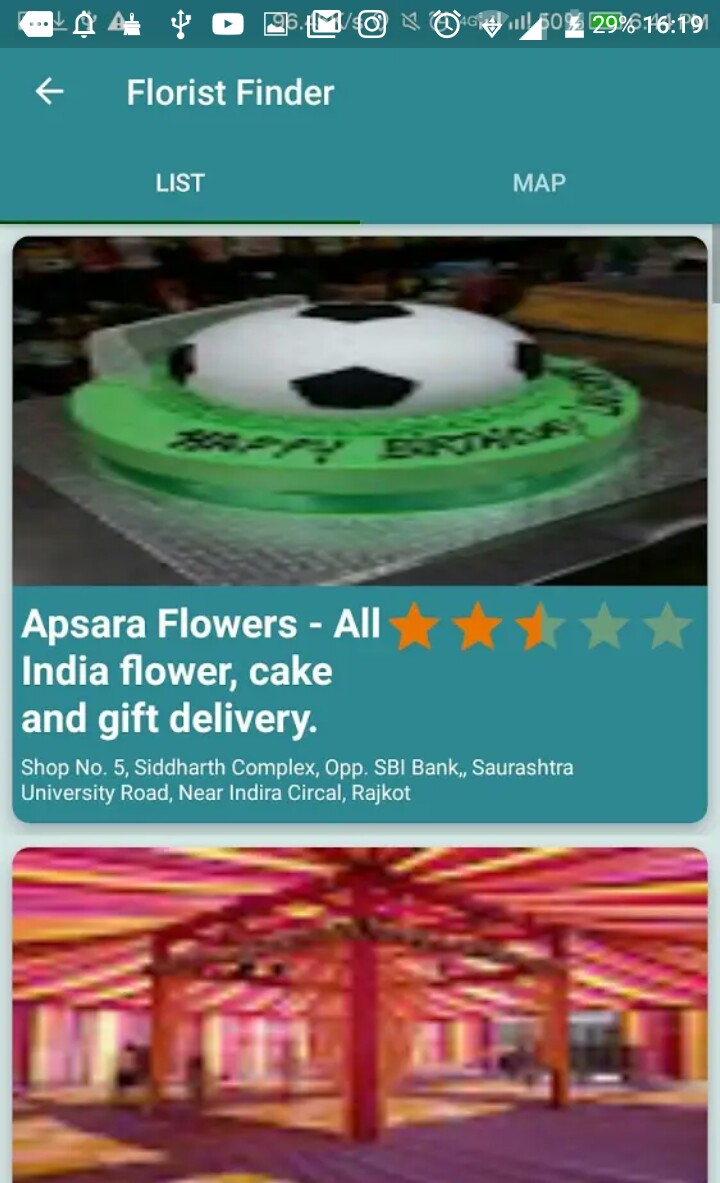 29% 16:19
Florist Finder
LIST
MAP
HAPPY BIRTHDAY
Apsara Flowers - All
India flower, cake
and gift delivery.
Shop No. 5, Siddharth Complex, Opp. SBI Bank,, Saurashtra
University Road, Near Indira Circal, Rajkot